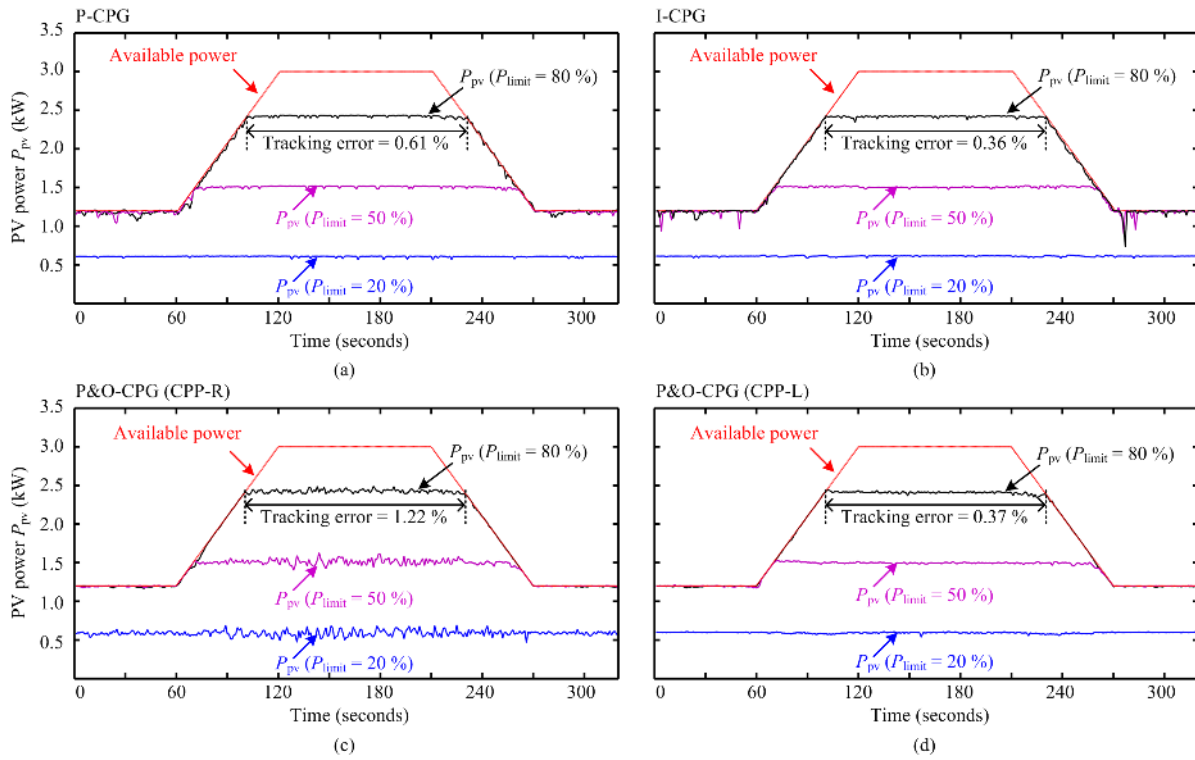 P-CPG
3.5
3.0
2.5
2.0
1.5
1.0
0.5
PV power Ppv (kW)
Available power
Ppv (Plimit = 80 %)
Tracking error = 0.61 %
Ppv (Plimit = 50 %)
Ppv (Plimit = 20 %)
0 60 120 180 240 300
Time (seconds)
(a)
I-CPG
Available power
Ppv (Plimit = 80 %)
Tracking error = 0.36 %
Ppv (Plimit = 50 %)
Ppv (Plimit = 20 %)
0 60 120 180 240 300
Time (seconds)
(b)
P&O-CPG (CPP-R)
3.5
3.0
2.5
2.0
1.5
1.0
0.5
PV power Ppv (kW)
Available power
Ppv (Plimit = 80 %)
Tracking error = 1.22 %
Ppv (Plimit = 50 %)
Ppv (Plimit = 20 %)
0 60 120 180 240 300
Time (seconds)
(c)
P&O-CPG (CPP-L)
Available power
Ppv (Plimit = 80 %)
Tracking error = 0.37 %
Ppv (Plimit = 50 %)
Ppv (Plimit = 20 %)
0 60 120 180 240 300
Time (seconds)
(d)